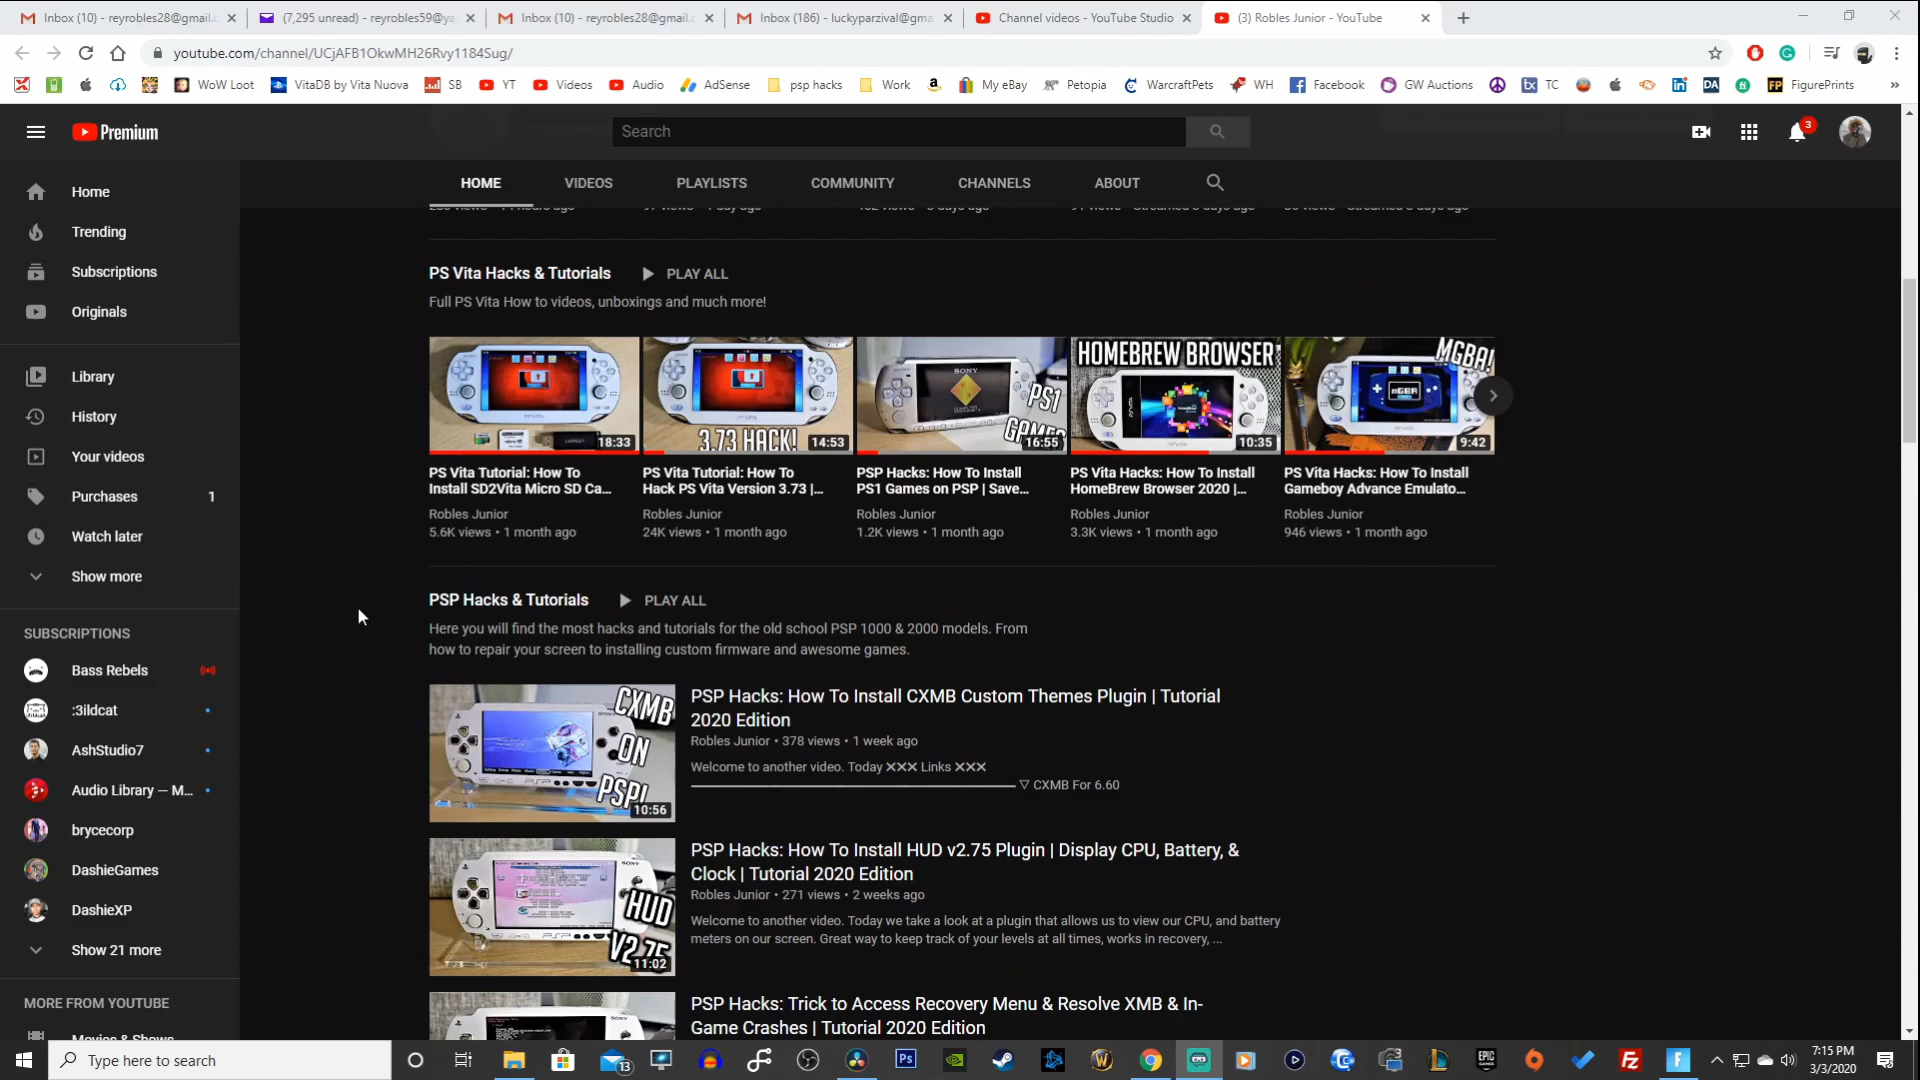 Inbox (10) - reyrobles28@gmail.c
(7,295 unread) - reyrobles59@ya
Inbox (10) - reyrobles28@gmail.c
Inbox (186) - luckyparzival@gma
Channel videos - YouTube Studio
(3) Robles Junior - YouTube
youtube.com/channel/UCjAFB1OkwMH26Rvy1184Sug/
WoW Loot
VitaDB by Vita Nuova
SB
YT
Videos
Audio
AdSense
psp hacks
Work
My eBay
Petopia
WarcraftPets
WH
Facebook
GW Auctions
TC
FigurePrints
Premium
Search
3
HOME
VIDEOS
PLAYLISTS
COMMUNITY
CHANNELS
ABOUT
Home
Trending
Subscriptions
Originals
Library
History
Your videos
Purchases 1
Watch later
Show more
SUBSCRIPTIONS
Bass Rebels
:3ildcat
AshStudio7
Audio Library — M...
brycecorp
DashieGames
DashieXP
Show 21 more
MORE FROM YOUTUBE
Movies & Shows
PS Vita Hacks & Tutorials
PLAY ALL
Full PS Vita How to videos, unboxings and much more!
18:33
PS Vita Tutorial: How To
Install SD2Vita Micro SD Ca...
Robles Junior
5.6K views • 1 month ago
3.73 HACK!
14:53
PS Vita Tutorial: How To
Hack PS Vita Version 3.73 |...
Robles Junior
24K views • 1 month ago
SONY
PS1
GAMES
16:55
PSP Hacks: How To Install
PS1 Games on PSP | Save...
Robles Junior
1.2K views • 1 month ago
HOMEBREW BROWSER
10:35
PS Vita Hacks: How To Install
HomeBrew Browser 2020 |...
Robles Junior
3.3K views • 1 month ago
MGBA!
mGBA
9:42
PS Vita Hacks: How To Install
Gameboy Advance Emulato...
Robles Junior
946 views • 1 month ago
PSP Hacks & Tutorials
PLAY ALL
Here you will find the most hacks and tutorials for the old school PSP 1000 & 2000 models. From
how to repair your screen to installing custom firmware and awesome games.
CXMB
ON
PSP!
10:56
PSP Hacks: How To Install CXMB Custom Themes Plugin | Tutorial
2020 Edition
Robles Junior • 378 views • 1 week ago
Welcome to another video. Today ✕✕✕ Links ✕✕✕
▽ CXMB For 6.60
HUD
V2.75
11:02
PSP Hacks: How To Install HUD v2.75 Plugin | Display CPU, Battery, &
Clock | Tutorial 2020 Edition
Robles Junior • 271 views • 2 weeks ago
Welcome to another video. Today we take a look at a plugin that allows us to view our CPU, and battery
meters on our screen. Great way to keep track of your levels at all times, works in recovery, ...
PSP Hacks: Trick to Access Recovery Menu & Resolve XMB & In-
Game Crashes | Tutorial 2020 Edition
Type here to search
13
Ps
EPIC
GAMES
Fz
7:15 PM
3/3/2020